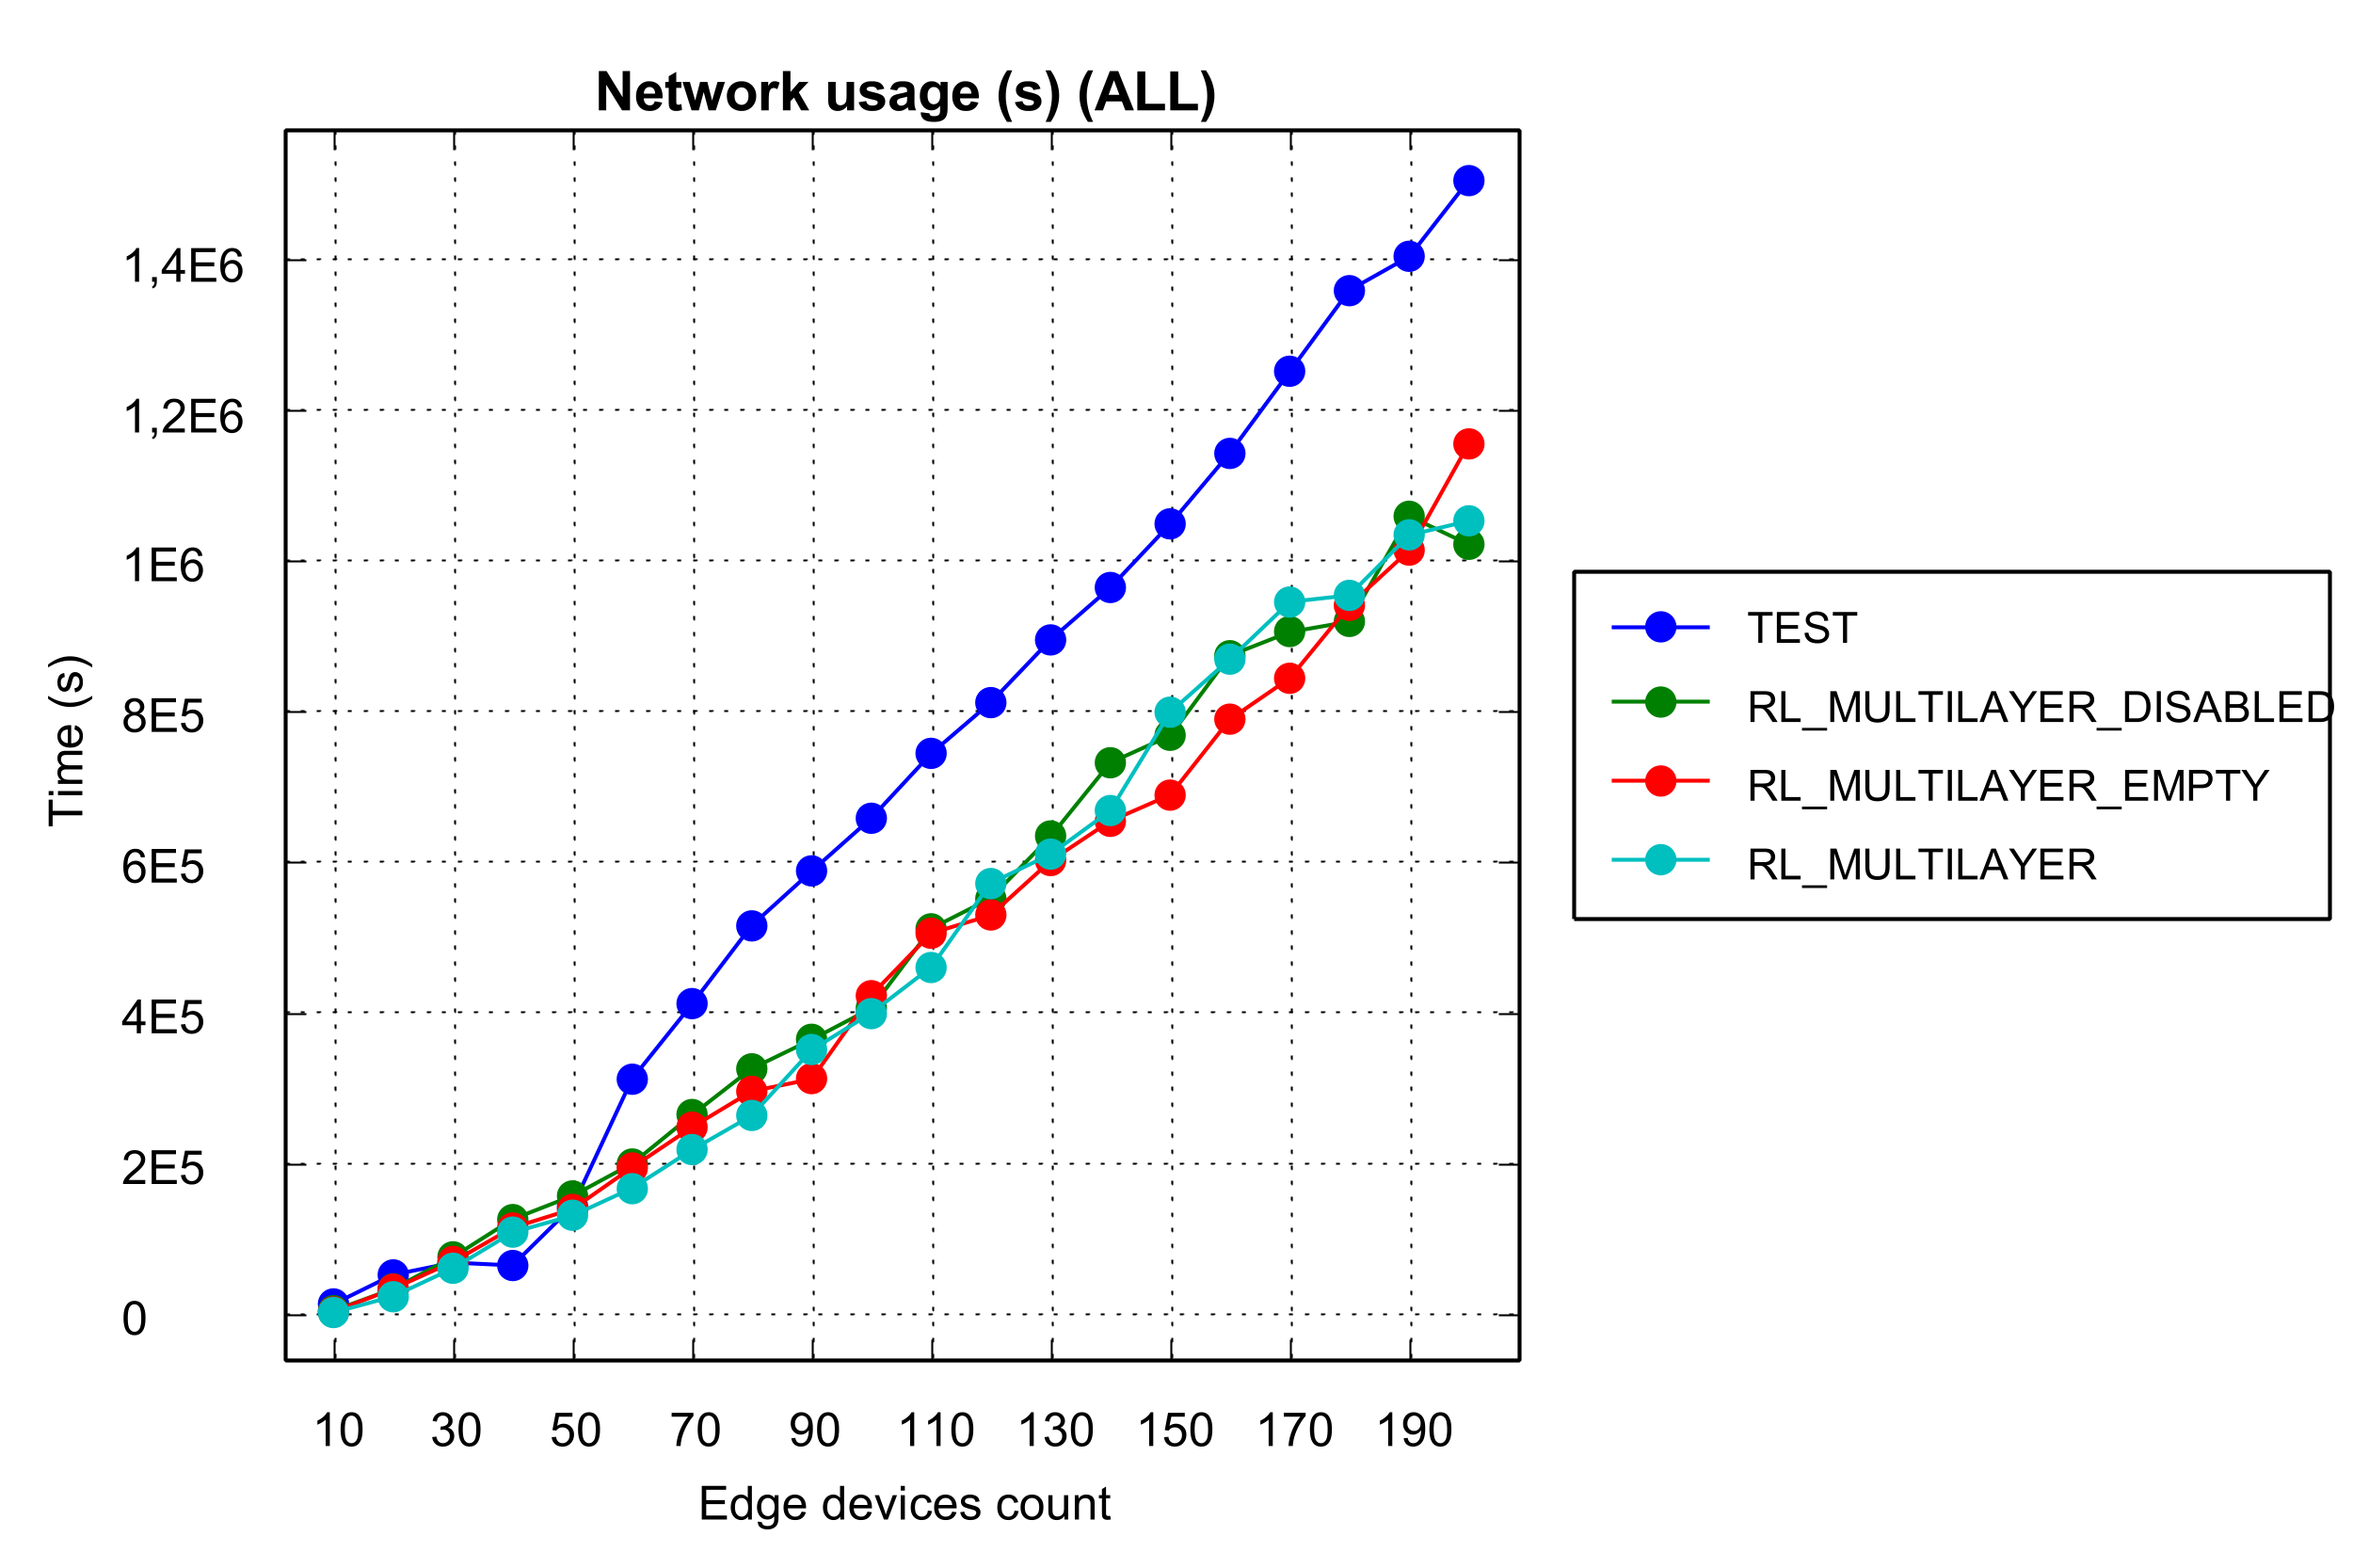 Network usage (s) (ALL)
1,4E6
1,2E6
1E6
8E5
6E5
4E5
2E5
0
Time (s)
10 30 50 70 90 110 130 150 170 190
Edge devices count
TEST
RL_MULTILAYER_DISABLED
RL_MULTILAYER_EMPTY
RL_MULTILAYER